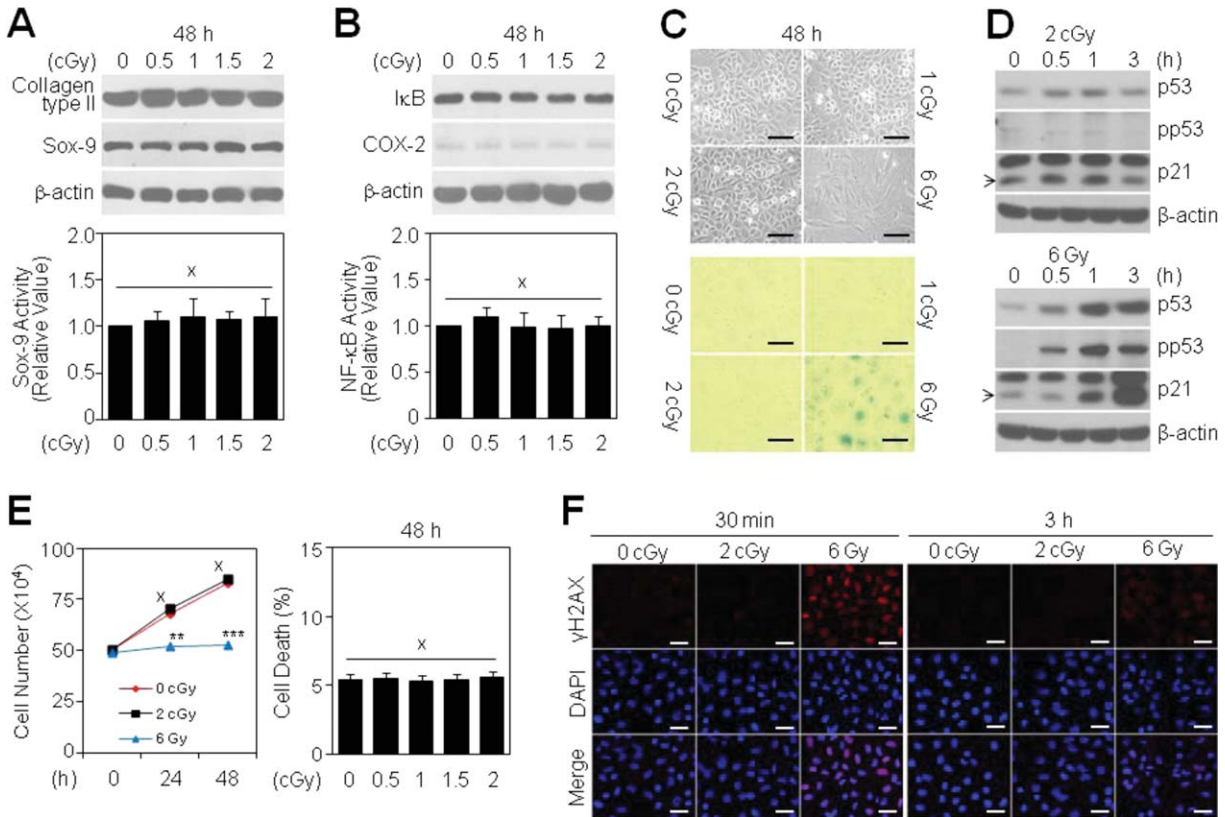 A
48 h
(cGy) 0 0.5 1 1.5 2
Collagen
type II
Sox-9
β-actin
2.0
1.5
1.0
0.5
0
Sox-9 Activity
(Relative Value)
X
(cGy) 0 0.5 1 1.5 2
B
48 h
(cGy) 0 0.5 1 1.5 2
IκB
COX-2
β-actin
2.0
1.5
1.0
0.5
0
NF-κB Activity
(Relative Value)
X
(cGy) 0 0.5 1 1.5 2
C
48 h
0 cGy
1 cGy
2 cGy
6 Gy
0 cGy
1 cGy
2 cGy
6 Gy
D
2 cGy
0 0.5 1 3 (h)
p53
pp53
p21
β-actin
6 Gy
0 0.5 1 3 (h)
p53
pp53
p21
β-actin
E
Cell Number (X10⁴)
100
75
50
25
0
X
X
**
***
0 cGy
2 cGy
6 Gy
(h) 0 24 48
48 h
Cell Death (%)
15
10
5
0
X
(cGy) 0 0.5 1 1.5 2
F
30 min
3 h
0 cGy 2 cGy 6 Gy 0 cGy 2 cGy 6 Gy
γH2AX
DAPI
Merge